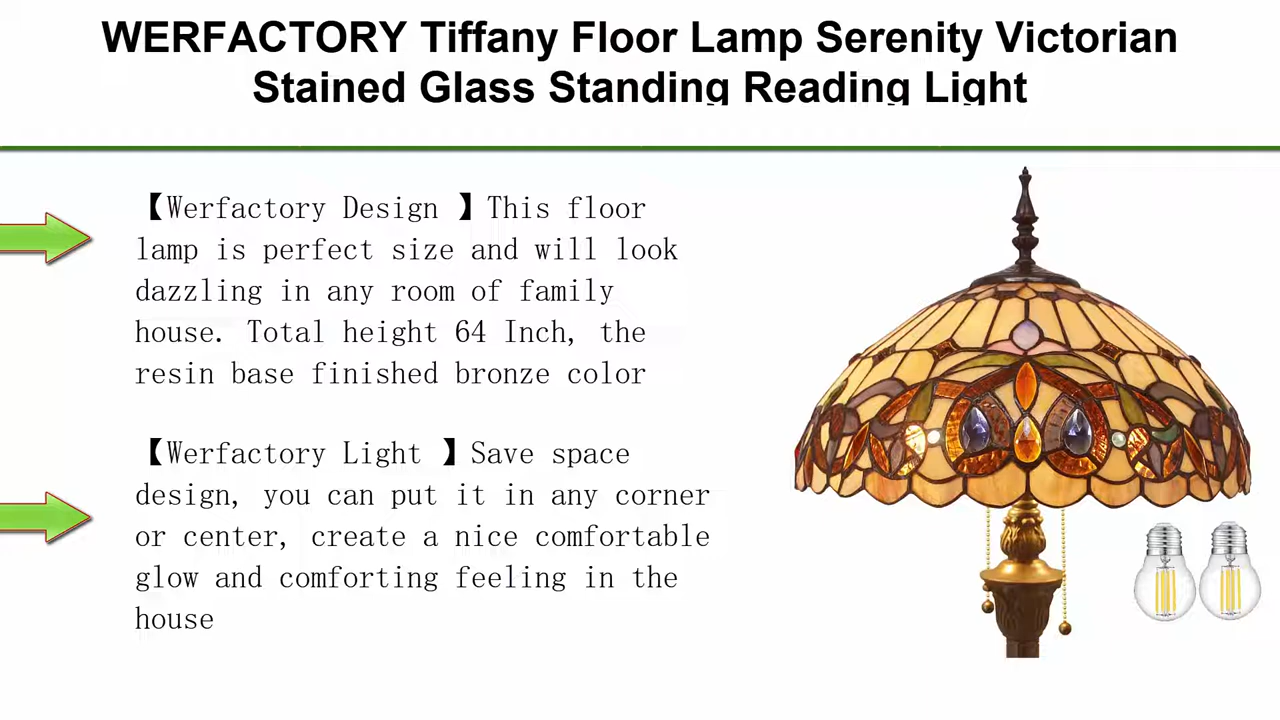 WERFACTORY Tiffany Floor Lamp Serenity Victorian
Stained Glass Standing Reading Light
【Werfactory Design 】This floor
lamp is perfect size and will look
dazzling in any room of family
house. Total height 64 Inch, the
resin base finished bronze color
【Werfactory Light 】Save space
design, you can put it in any corner
or center, create a nice comfortable
glow and comforting feeling in the
house